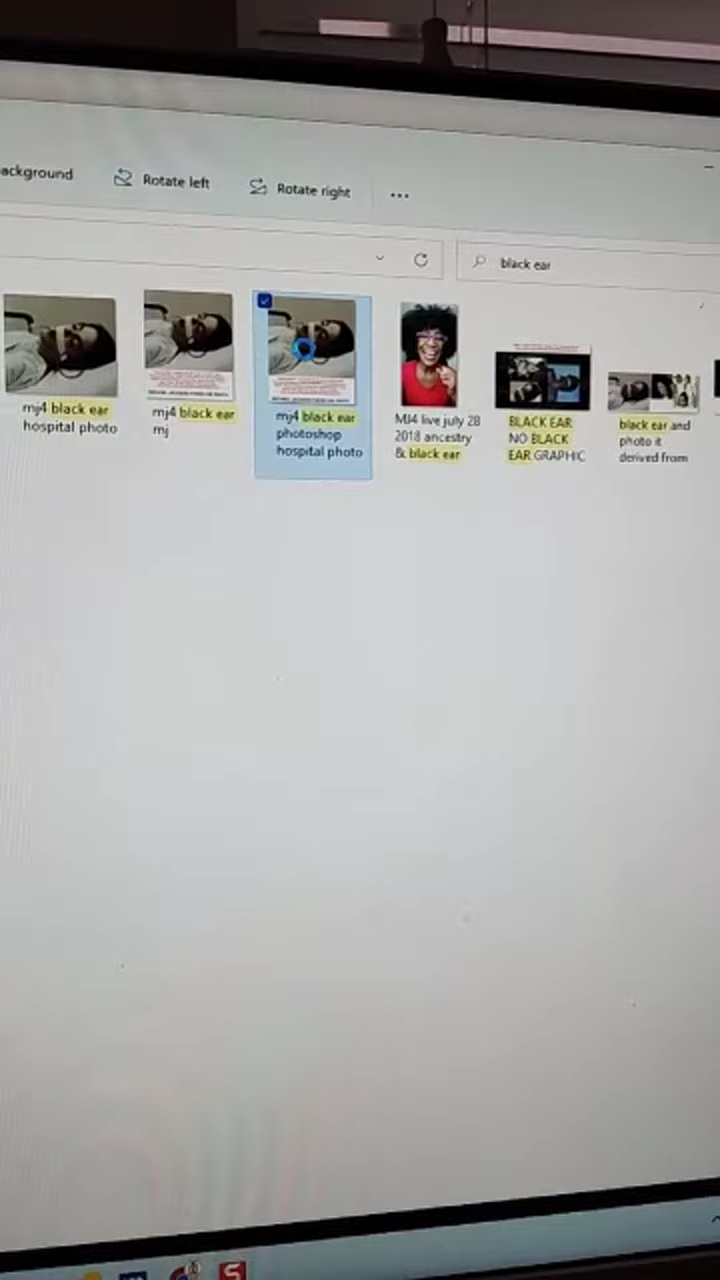 ackground
Rotate left
Rotate right
black ear
mj4 black ear
hospital photo
mj4 black ear
mj
mj4 black ear
photoshop
hospital photo
MJ4 live july 28
2018 ancestry
& black ear
BLACK EAR
NO BLACK
EAR GRAPHIC
black ear and
photo it
derived from
S